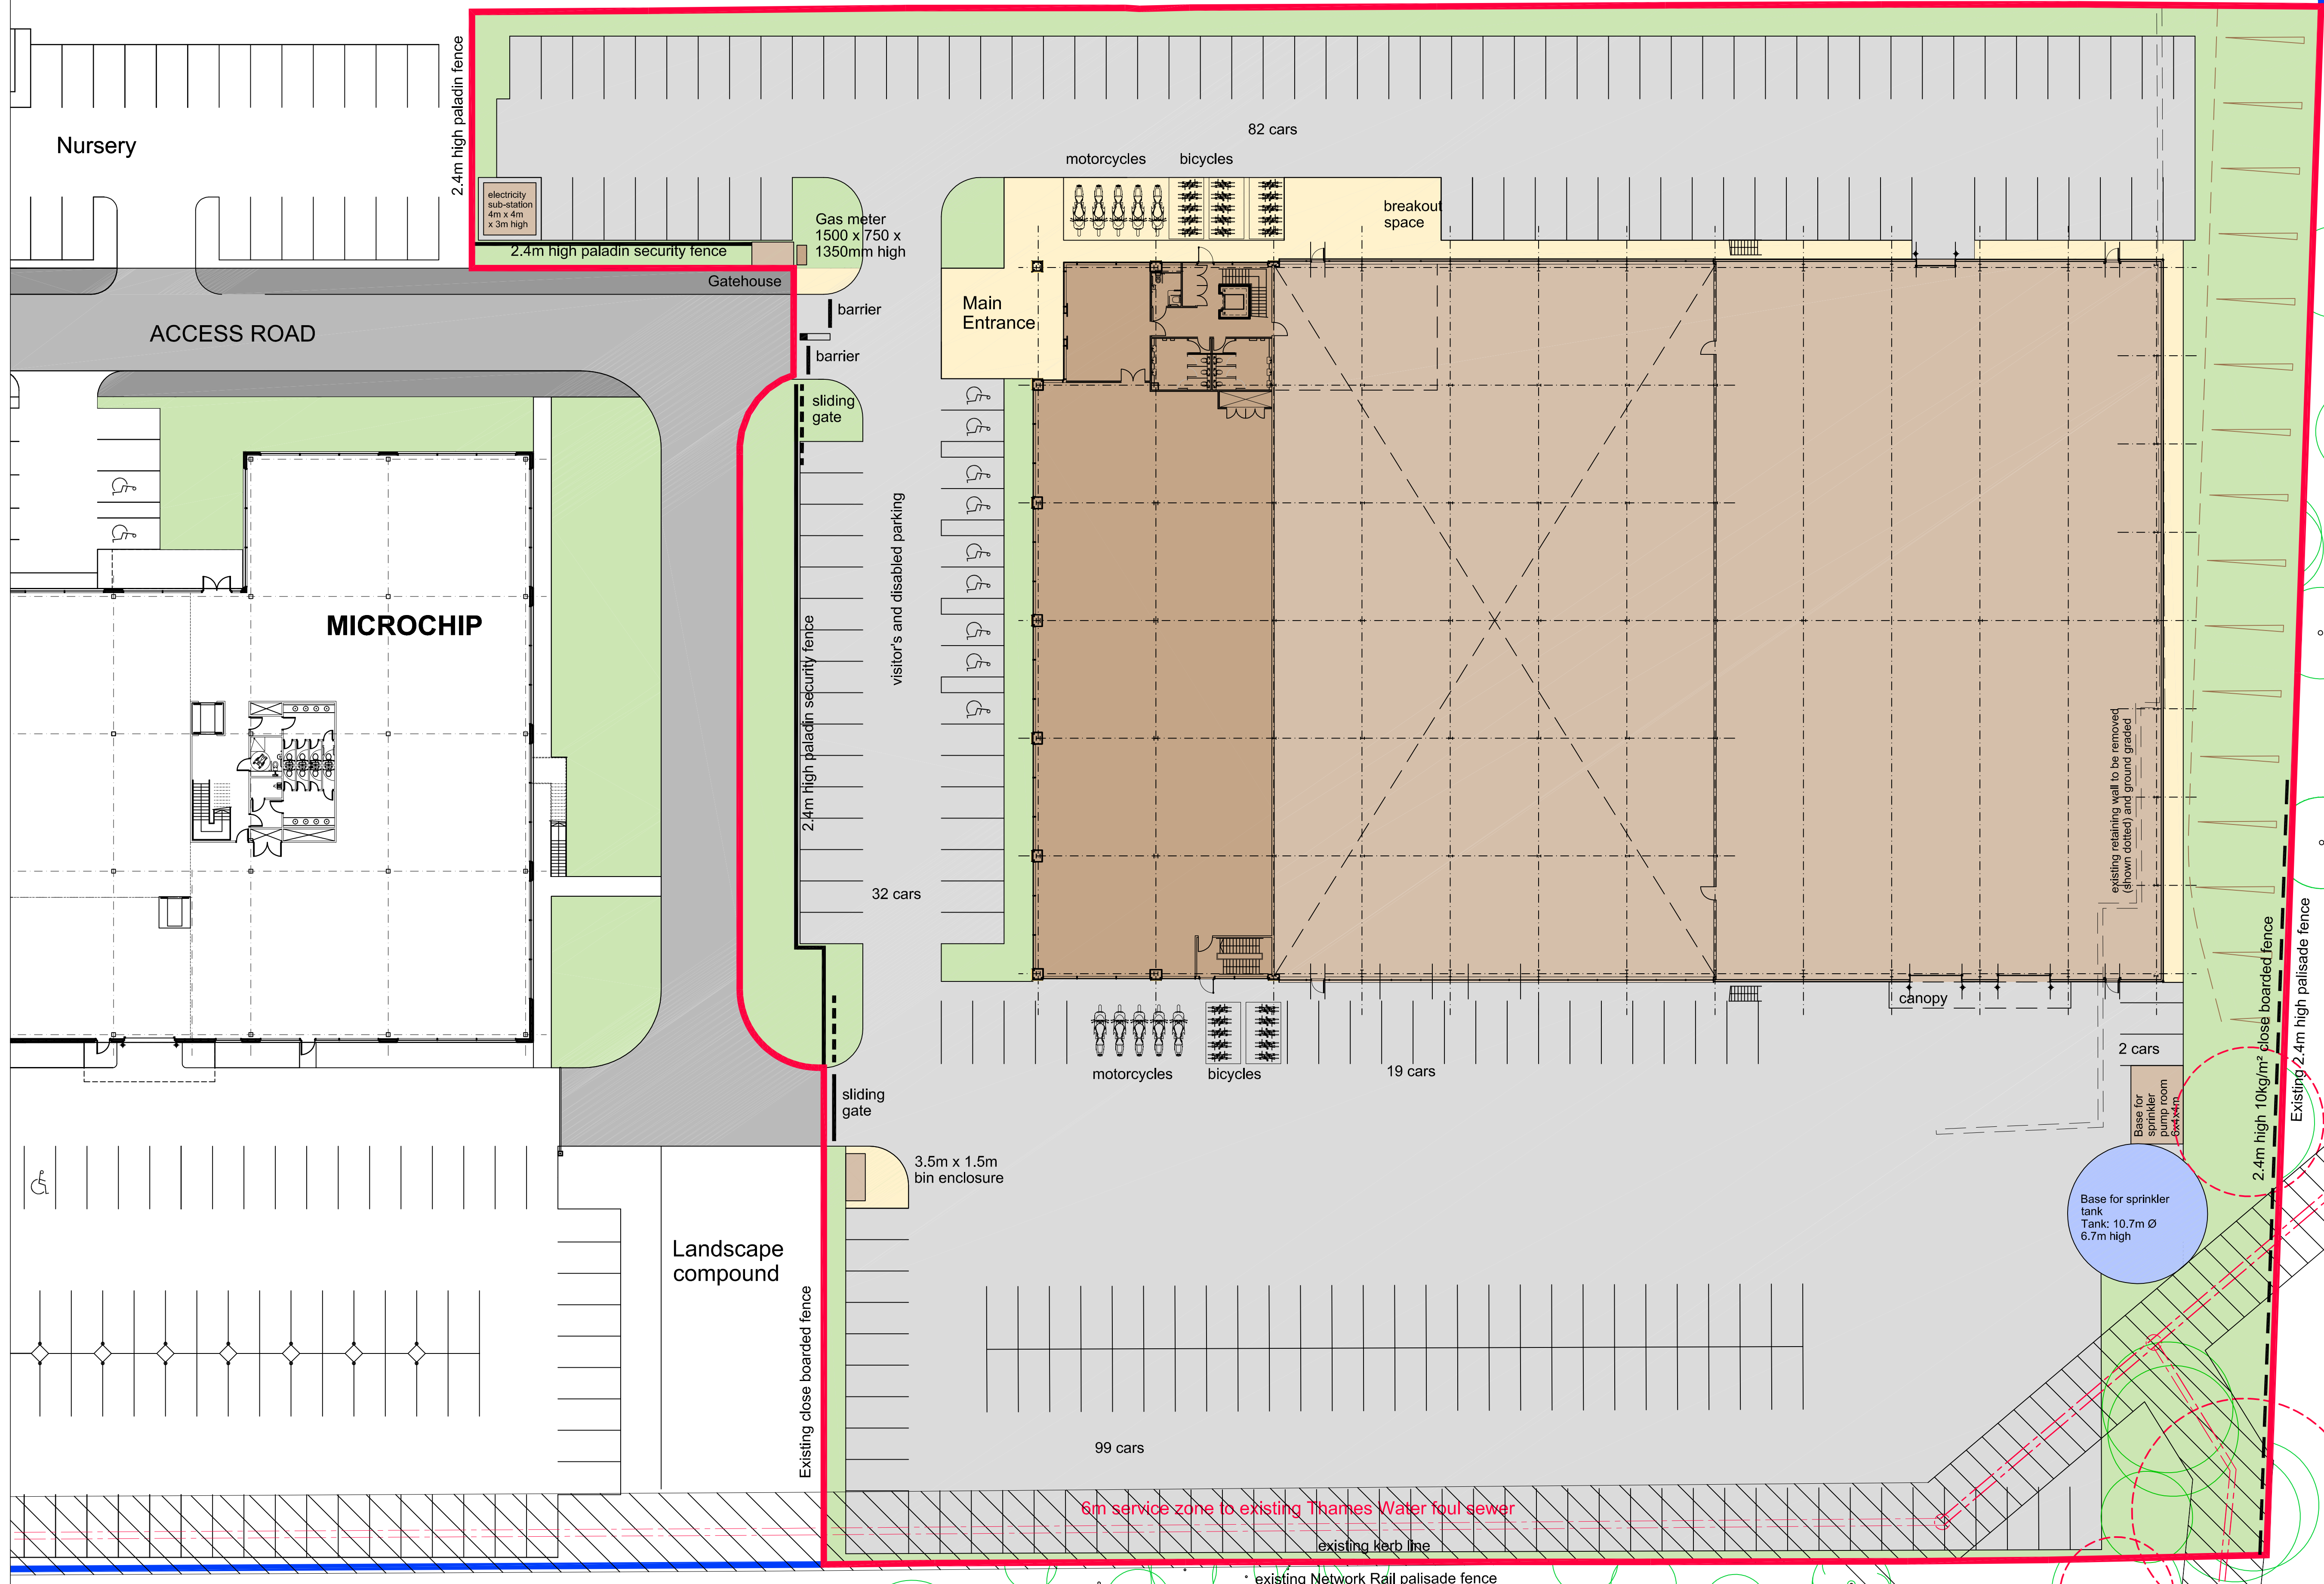 2.4m high paladin fence
Nursery
82 cars
motorcycles
bicycles
electricity
sub-station
4m x 4m
x 3m high
breakout
space
Gas meter
1500 x 750 x
1350mm high
2.4m high paladin security fence
Gatehouse
barrier
Main
Entrance
ACCESS ROAD
barrier
sliding
gate
visitor's and disabled parking
MICROCHIP
2.4m high paladin security fence
existing retaining wall to be removed
(shown dotted) and ground graded
32 cars
2.4m high 10kg/m² close boarded fence
Existing 2.4m high palisade fence
canopy
2 cars
19 cars
motorcycles
bicycles
sliding
gate
Base for
sprinkler
pump room
6x4x4m
3.5m x 1.5m
bin enclosure
Base for sprinkler
tank
Tank: 10.7m Ø
6.7m high
Landscape
compound
Existing close boarded fence
99 cars
6m service zone to existing Thames Water foul sewer
existing kerb line
existing Network Rail palisade fence